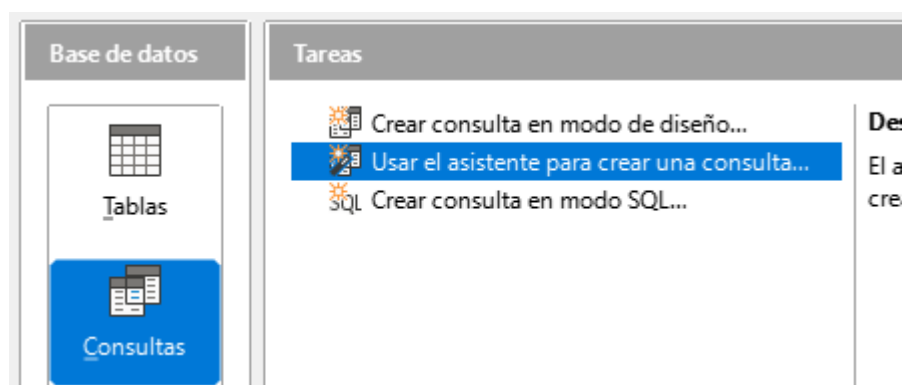 Base de datos
Tareas
Tablas
Consultas
Crear consulta en modo de diseño...
Usar el asistente para crear una consulta...
SQL Crear consulta en modo SQL...